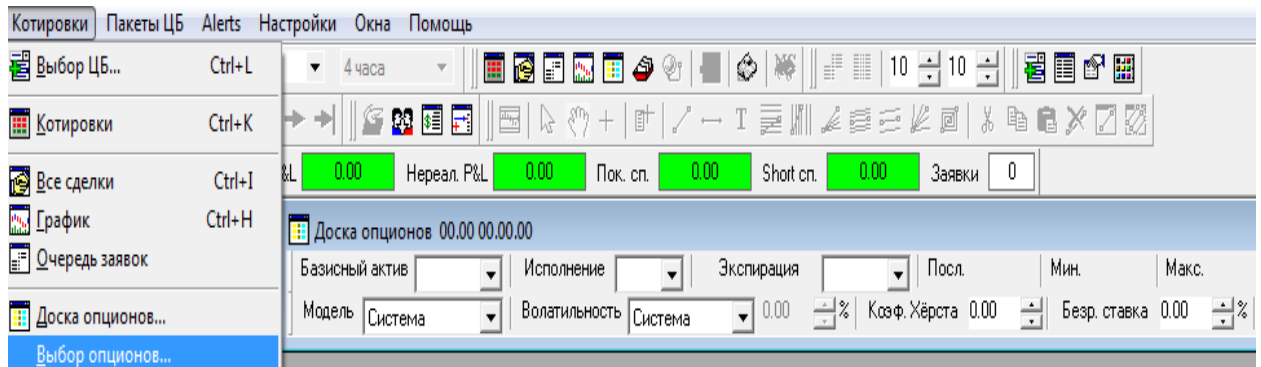 Котировки Пакеты ЦБ Alerts Настройки Окна Помощь
Выбор ЦБ... Ctrl+L
4 часа 10 10
Котировки Ctrl+K
T
Все сделки Ctrl+I
&L 0.00 Нереал. P&L 0.00 Пок. сп. 0.00 Short сп. 0.00 Заявки 0
График Ctrl+H
Доска опционов 00.00 00.00.00
Очередь заявок
Базисный актив Исполнение Экспирация Посл. Мин. Макс.
Доска опционов...
Модель Система Волатильность Система 0.00 % Коэф. Хёрста 0.00 Безр. ставка 0.00 %
Выбор опционов...